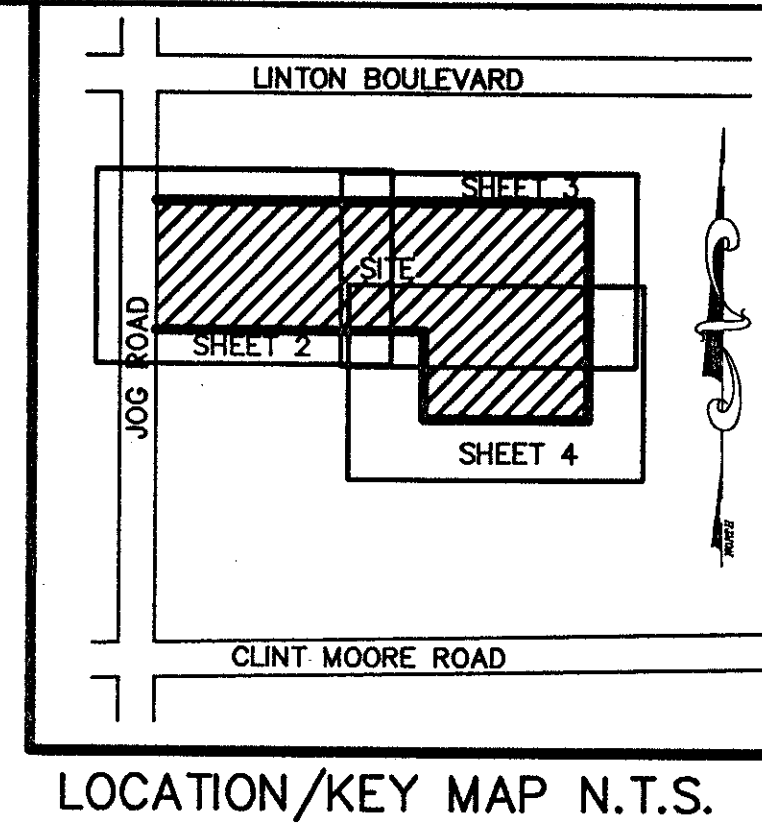 LINTON BOULEVARD
SHEET 3
SITE
SHEET 2
JOG ROAD
SHEET 4
CLINT MOORE ROAD
LOCATION/KEY MAP N.T.S.